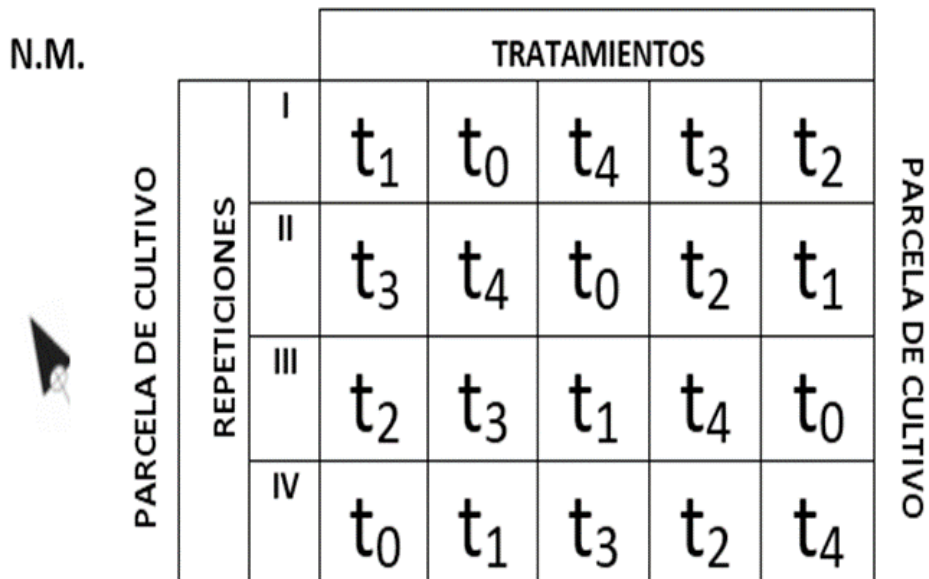 N.M.
TRATAMIENTOS
PARCELA DE CULTIVO
REPETICIONES
I t₁ t₀ t₄ t₃ t₂
II t₃ t₄ t₀ t₂ t₁
III t₂ t₃ t₁ t₄ t₀
IV t₀ t₁ t₃ t₂ t₄
PARCELA DE CULTIVO